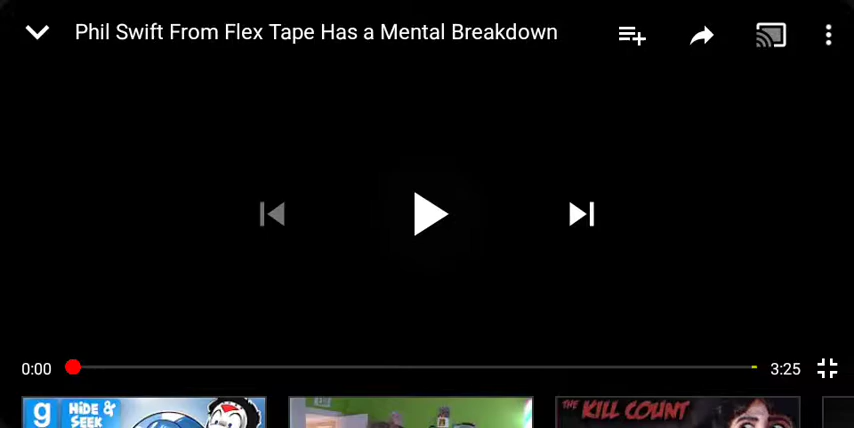 Phil Swift From Flex Tape Has a Mental Breakdown
0:00
3:25
g
HiDE &
SEEK
THE KILL COUNT